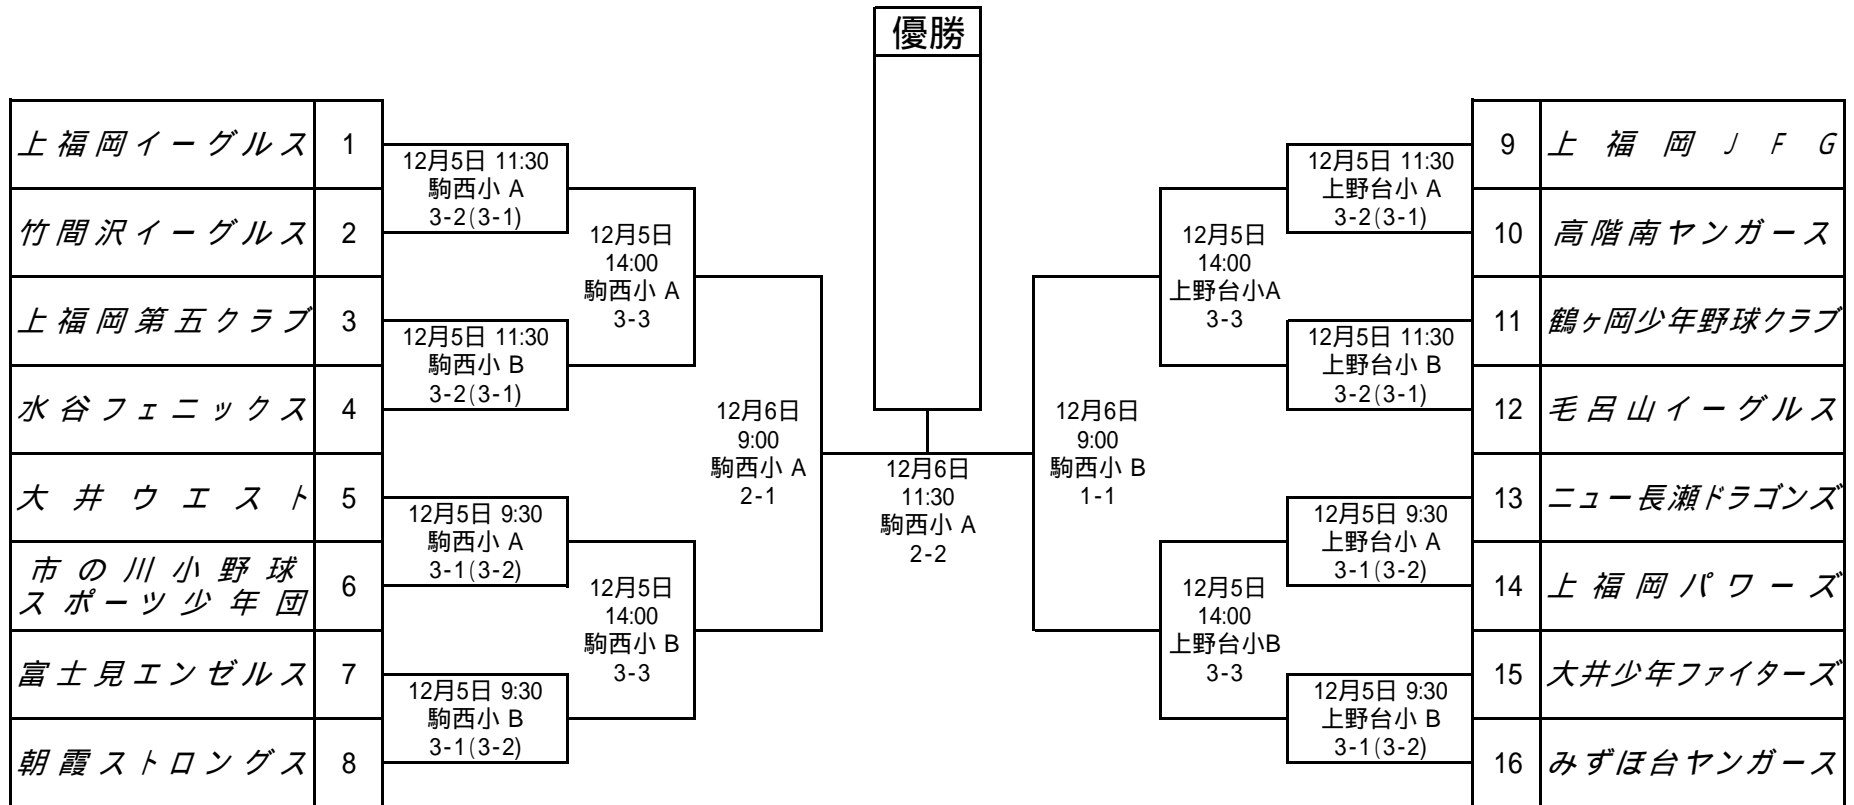 優勝
上福岡イーグルス 1
竹間沢イーグルス 2
上福岡第五クラブ 3
水谷フェニックス 4
大井ウエスト 5
市の川小野球
スポーツ少年団 6
富士見エンゼルス 7
朝霞ストロングス 8
12月5日 11:30
駒西小 A
3-2(3-1)
12月5日 11:30
駒西小 B
3-2(3-1)
12月5日 9:30
駒西小 A
3-1(3-2)
12月5日 9:30
駒西小 B
3-1(3-2)
12月5日
14:00
駒西小 A
3-3
12月5日
14:00
駒西小 B
3-3
12月6日
9:00
駒西小 A
2-1
12月6日
11:30
駒西小 A
2-2
12月6日
9:00
駒西小 B
1-1
12月5日
14:00
上野台小A
3-3
12月5日
14:00
上野台小B
3-3
12月5日 11:30
上野台小 A
3-2(3-1)
12月5日 11:30
上野台小 B
3-2(3-1)
12月5日 9:30
上野台小 A
3-1(3-2)
12月5日 9:30
上野台小 B
3-1(3-2)
9 上福岡JFG
10 高階南ヤンガース
11 鶴ヶ岡少年野球クラブ
12 毛呂山イーグルス
13 ニュー長瀬ドラゴンズ
14 上福岡パワーズ
15 大井少年ファイターズ
16 みずほ台ヤンガース